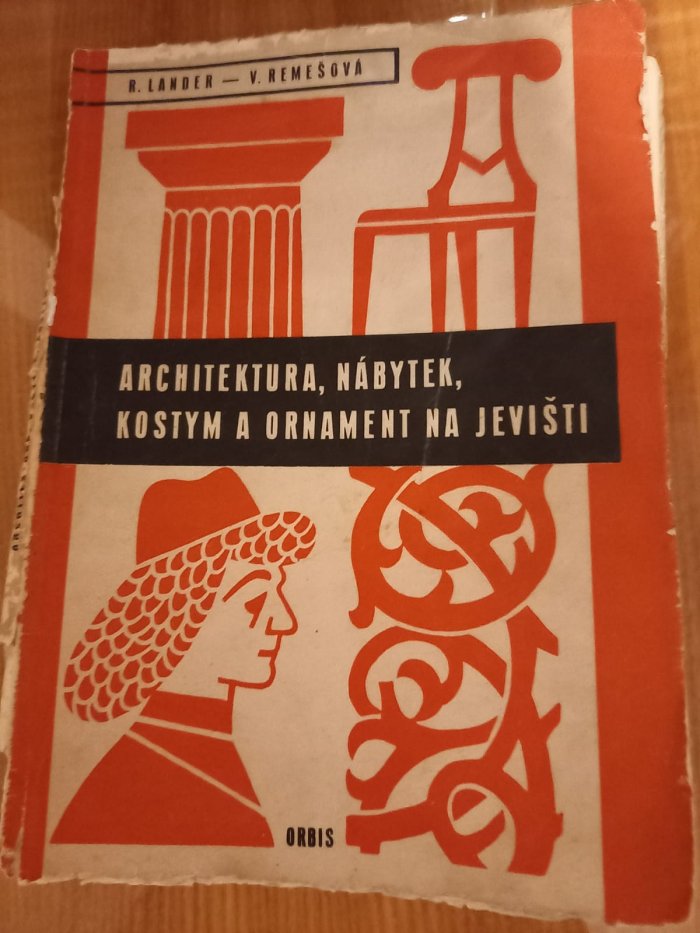 R. LANDER — V. REMEŠOVÁ
ARCHITEKTURA, NÁBYTEK,
KOSTYM A ORNAMENT NA JEVIŠTI
ORBIS